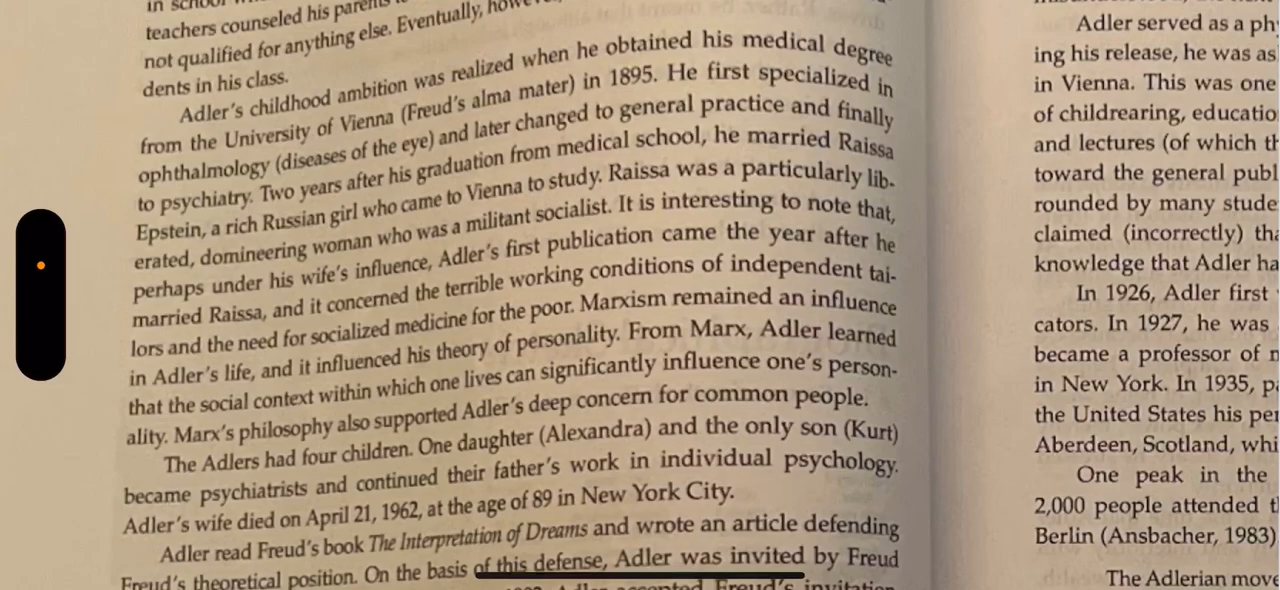 in school
teachers counseled his parents
not qualified for anything else. Eventually,
dents in his class.
Adler's childhood ambition was realized when he obtained his medical degree
from the University of Vienna (Freud's alma mater) in 1895. He first specialized in
ophthalmology (diseases of the eye) and later changed to general practice and finally
to psychiatry. Two years after his graduation from medical school, he married Raissa
Epstein, a rich Russian girl who came to Vienna to study. Raissa was a particularly lib-
erated, domineering woman who was a militant socialist. It is interesting to note that,
perhaps under his wife's influence, Adler's first publication came the year after he
married Raissa, and it concerned the terrible working conditions of independent tai-
lors and the need for socialized medicine for the poor. Marxism remained an influence
in Adler's life, and it influenced his theory of personality. From Marx, Adler learned
that the social context within which one lives can significantly influence one's person-
ality. Marx's philosophy also supported Adler's deep concern for common people.
The Adlers had four children. One daughter (Alexandra) and the only son (Kurt)
became psychiatrists and continued their father's work in individual psychology.
Adler's wife died on April 21, 1962, at the age of 89 in New York City.
Adler read Freud's book The Interpretation of Dreams and wrote an article defending
Freud's theoretical position. On the basis of this defense, Adler was invited by Freud
Adler accepted Freud's invitation
Adler served as a ph
ing his release, he was as
in Vienna. This was one
of childrearing, educatio
and lectures (of which th
toward the general publ
rounded by many stude
claimed (incorrectly) tha
knowledge that Adler ha
In 1926, Adler first
cators. In 1927, he was
became a professor of m
in New York. In 1935, pa
the United States his per
Aberdeen, Scotland, whi
One peak in the
2,000 people attended t
Berlin (Ansbacher, 1983)
The Adlerian move